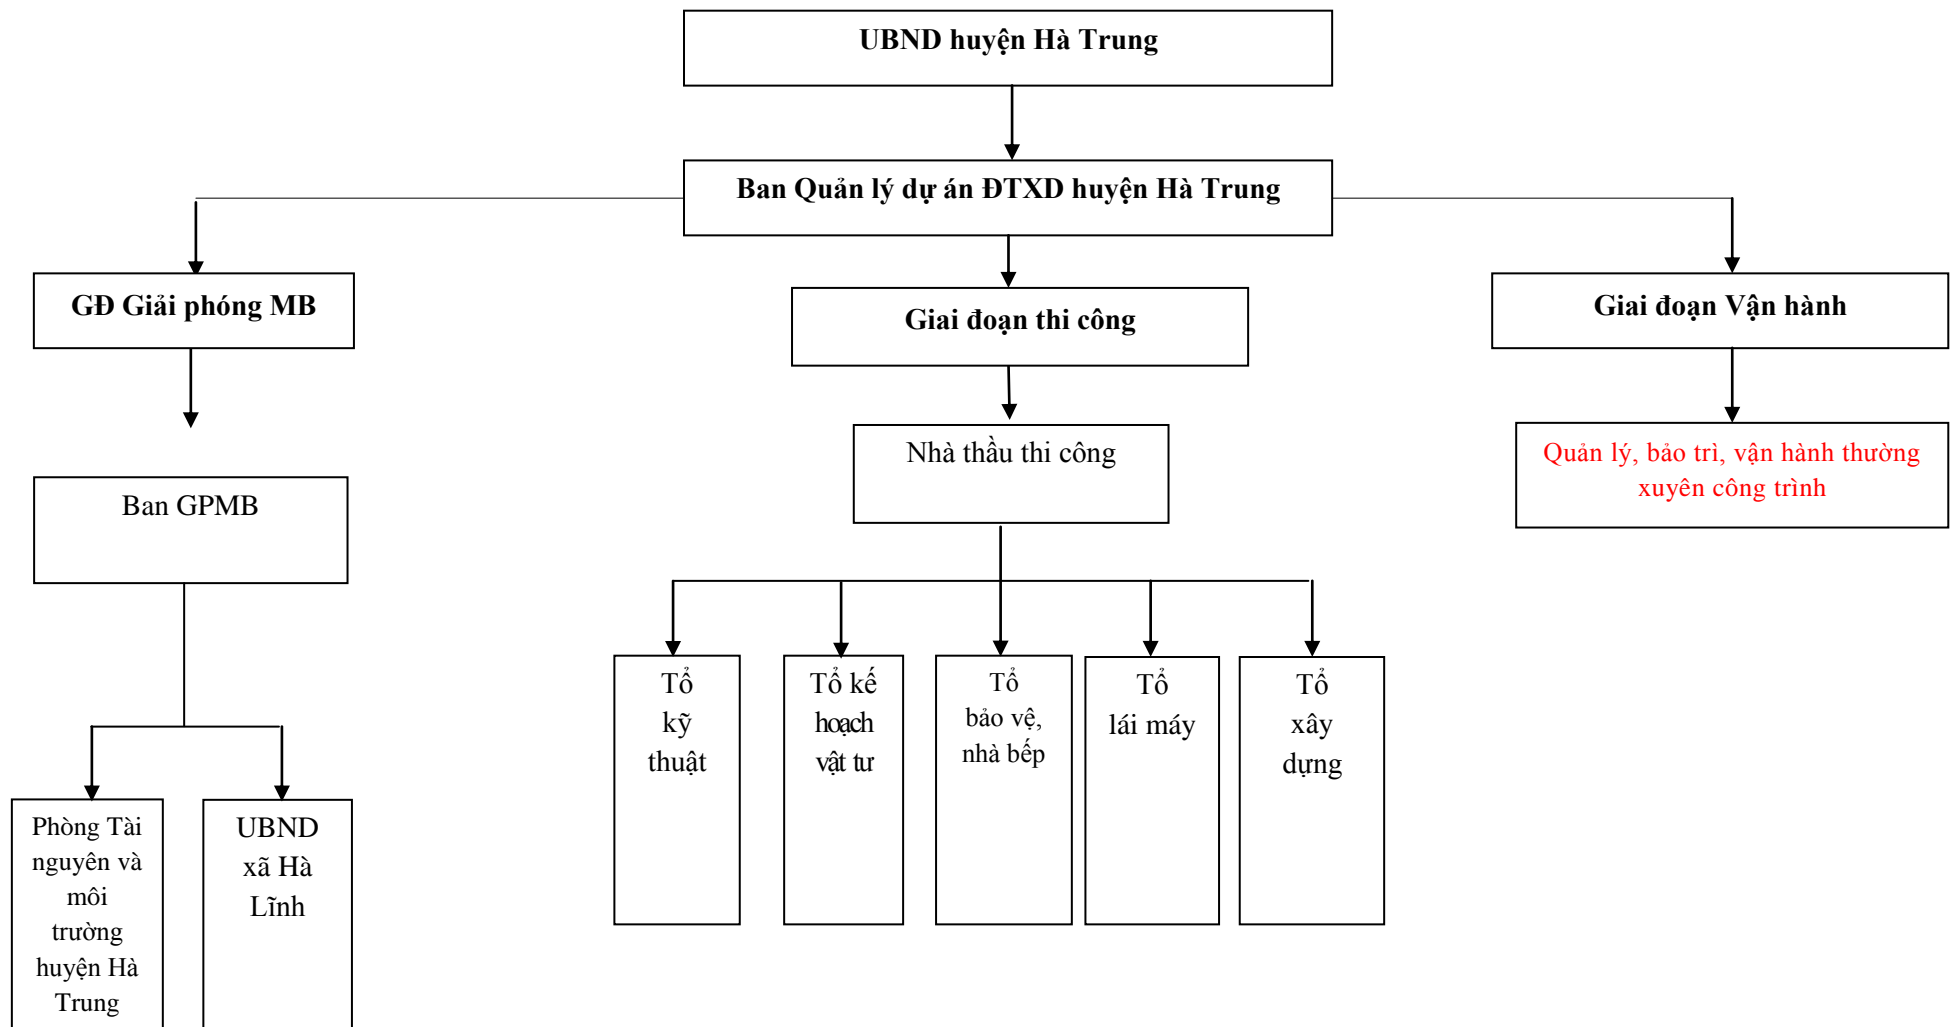 UBND huyện Hà Trung
Ban Quản lý dự án ĐTXD huyện Hà Trung
GĐ Giải phóng MB
Giai đoạn thi công
Giai đoạn Vận hành
Ban GPMB
Nhà thầu thi công
Quản lý, bảo trì, vận hành thường
xuyên công trình
Tổ
kỹ
thuật
Tổ kế
hoạch
vật tư
Tổ
bảo vệ,
nhà bếp
Tổ
lái máy
Tổ
xây
dựng
Phòng Tài
nguyên và
môi
trường
huyện Hà
Trung
UBND
xã Hà
Lĩnh